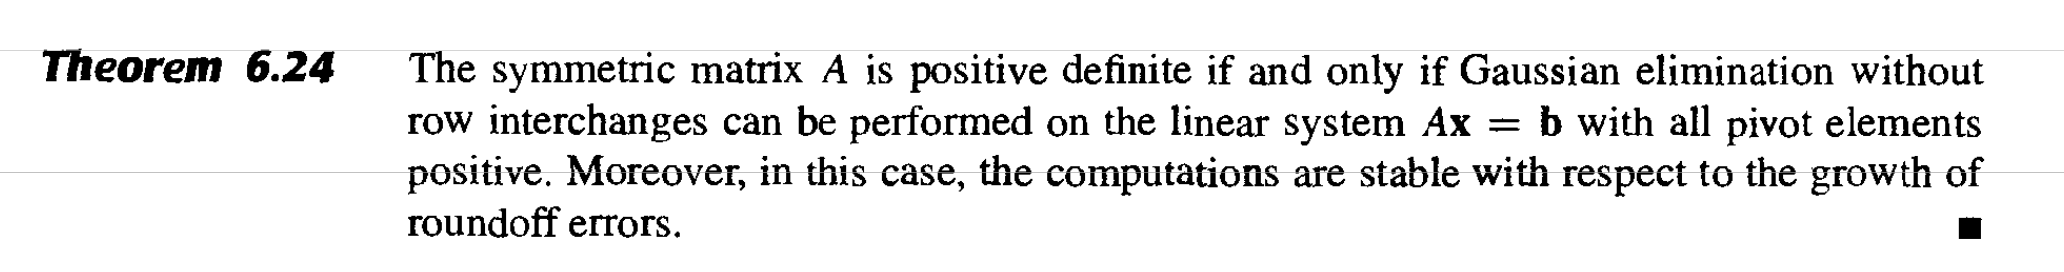 Theorem 6.24 The symmetric matrix A is positive definite if and only if Gaussian elimination without
row interchanges can be performed on the linear system Ax = b with all pivot elements
positive. Moreover, in this case, the computations are stable with respect to the growth of
roundoff errors. ■